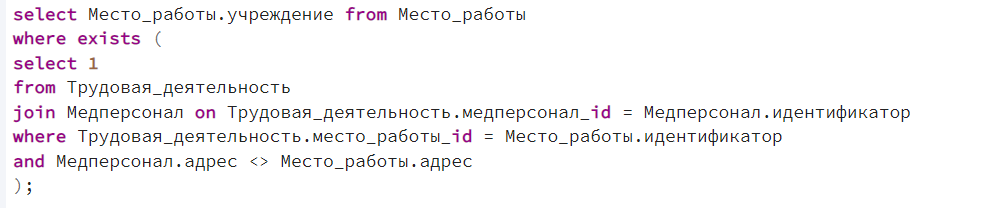 select Место_работы.учреждение from Место_работы
where exists (
select 1
from Трудовая_деятельность
join Медперсонал on Трудовая_деятельность.медперсонал_id = Медперсонал.идентификатор
where Трудовая_деятельность.место_работы_id = Место_работы.идентификатор
and Медперсонал.адрес <> Место_работы.адрес
);